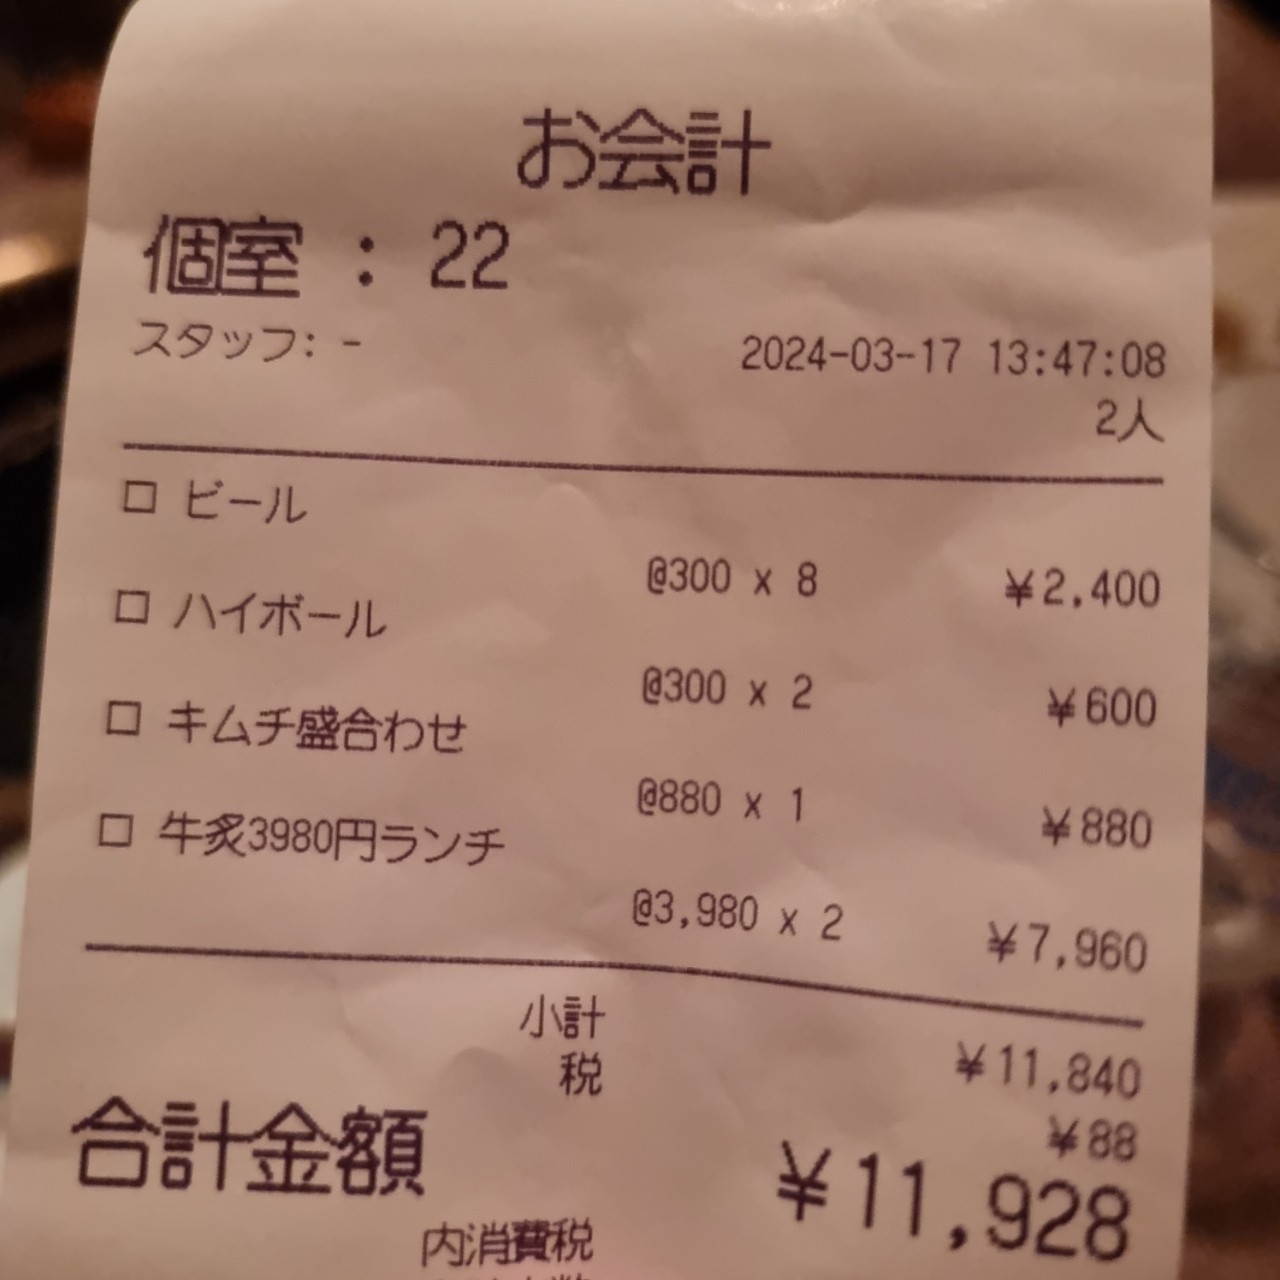 お会計
個室 : 22
スタッフ: -
2024-03-17 13:47:08
2人
□ ビール
@300 x 8 ¥2,400
□ ハイボール
@300 x 2 ¥600
□ キムチ盛合わせ
@880 x 1 ¥880
□ 牛炙3980円ランチ
@3,980 x 2 ¥7,960
小計 ¥11,840
税 ¥88
合計金額 ¥11,928
内消費税